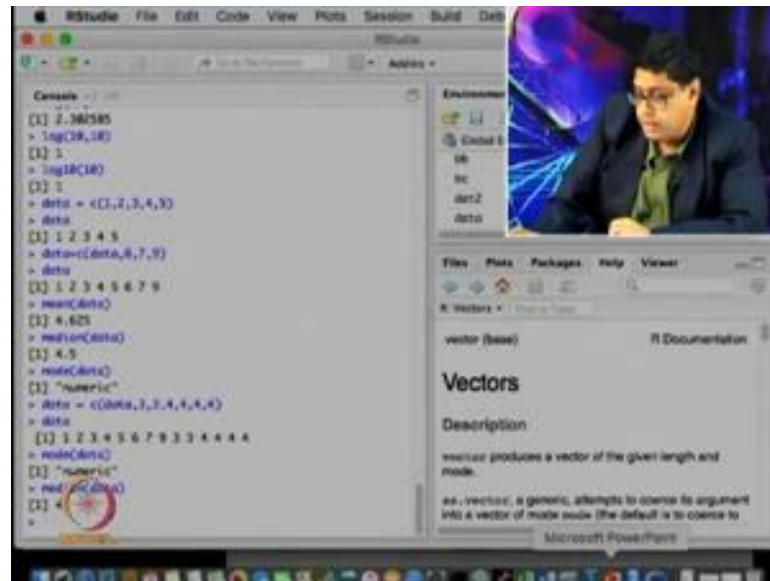 RStudio File Edit Code View Plots Session Build Deb
RStudio
Addins
Console
[1] 2.302585
> log(10,10)
[1] 1
> log10(10)
[1] 1
> data = c(1,2,3,4,5)
> data
[1] 1 2 3 4 5
> data=c(data,6,7,9)
> data
[1] 1 2 3 4 5 6 7 9
> mean(data)
[1] 4.625
> median(data)
[1] 4.5
> mode(data)
[1] "numeric"
> data = c(data,3,3,4,4,4,4)
> data
[1] 1 2 3 4 5 6 7 9 3 3 4 4 4 4
> mode(data)
[1] "numeric"
> median(data)
[1] 4
>
Environment
Global E
data
Files Plots Packages Help Viewer
R: Vectors
vector {base} R Documentation
Vectors
Description
vector produces a vector of the given length and
mode.
as.vector, a generic, attempts to coerce its argument
into a vector of mode mode (the default is to coerce to
Microsoft PowerPoint